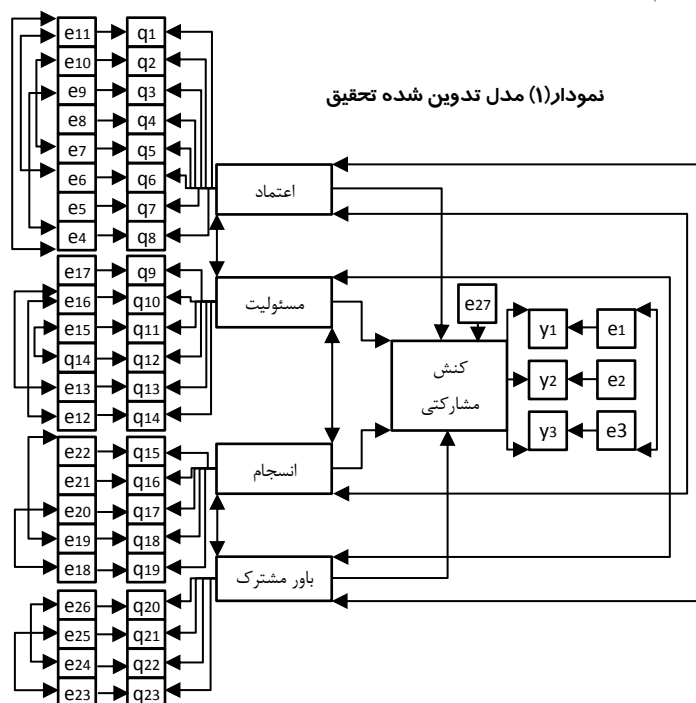 نمودار(۱) مدل تدوین شده تحقیق
e11 q1
e10 q2
e9 q3
e8 q4
e7 q5
e6 q6
e5 q7
e4 q8
اعتماد
e17 q9
e16 q10
e15 q11
q14 q12
e13 q13
e12 q14
مسئولیت
e27
کنش
مشارکتی
y1 e1
y2 e2
y3 e3
e22 q15
e21 q16
e20 q17
e19 q18
e18 q19
انسجام
باور مشترک
e26 q20
e25 q21
e24 q22
e23 q23